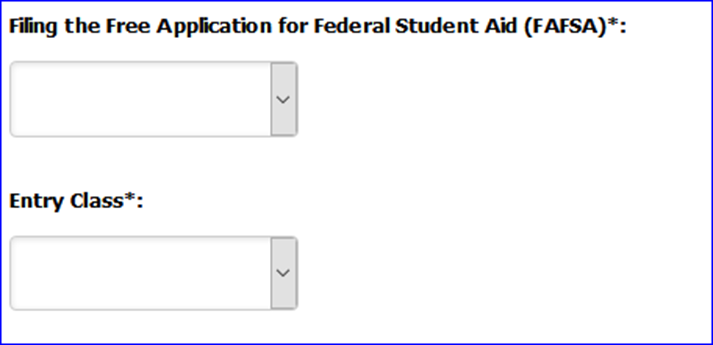 Filing the Free Application for Federal Student Aid (FAFSA)*:
Entry Class*: